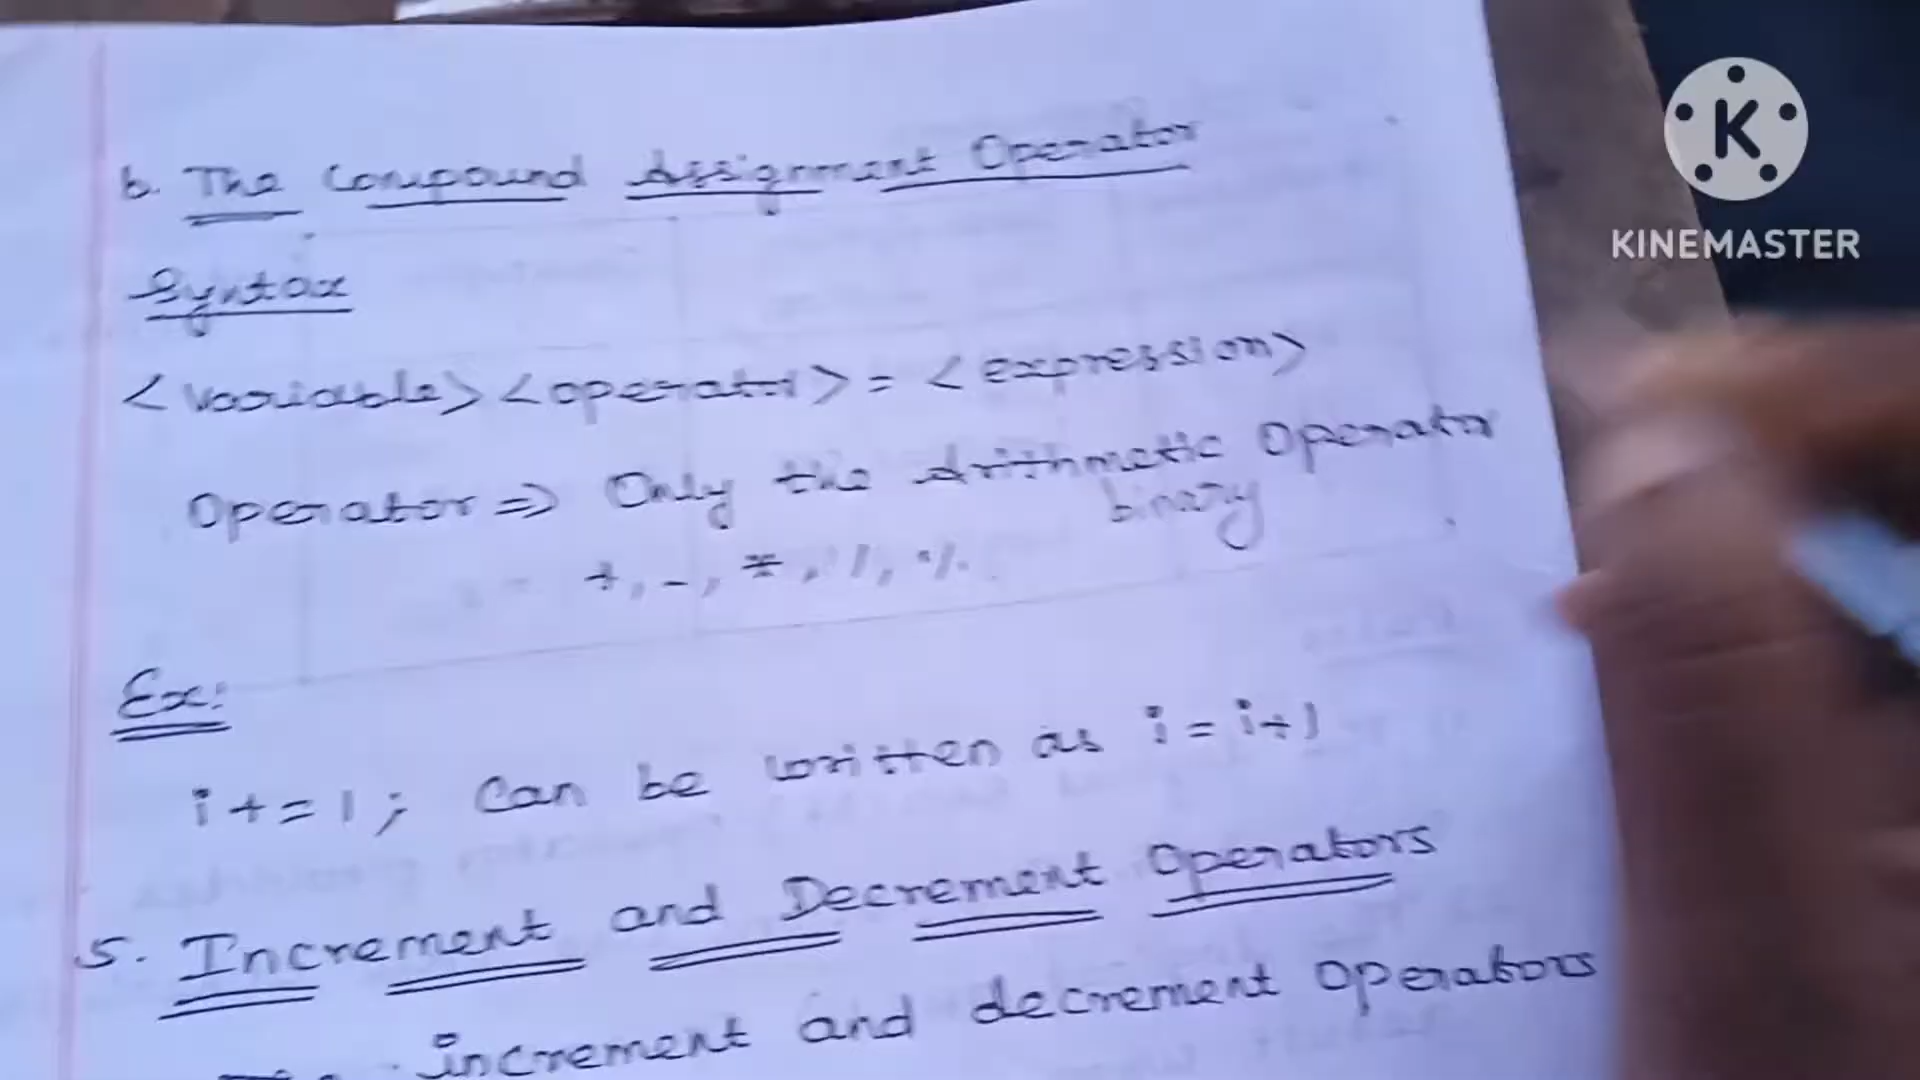 b. The Compound Assignment Operator
Syntax
<variable> <operator> = <expression>
Operator => Only the Arithmetic Operator
binary
+, -, *, /, %.
Ex:
i += 1; Can be written as i = i+1
5. Increment and Decrement Operators
increment and decrement operators
K
KINEMASTER